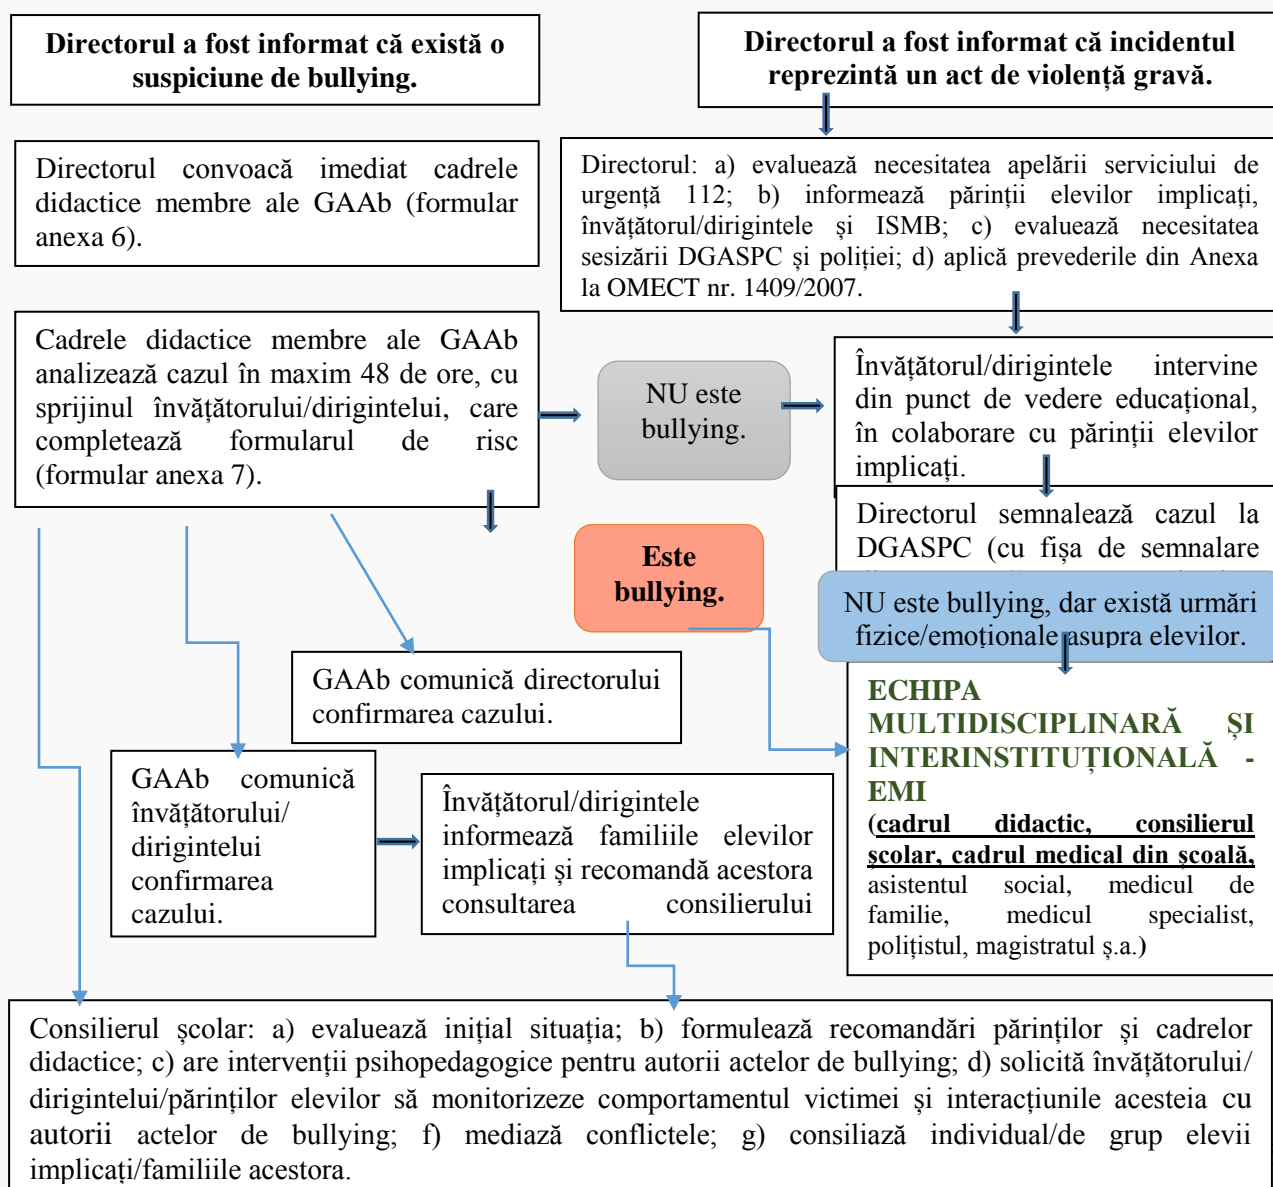 Directorul a fost informat că există o
suspiciune de bullying.
Directorul a fost informat că incidentul
reprezintă un act de violență gravă.
Directorul convoacă imediat cadrele
didactice membre ale GAAb (formular
anexa 6).
Directorul: a) evaluează necesitatea apelării serviciului de
urgență 112; b) informează părinții elevilor implicați,
învățătorul/dirigintele și ISMB; c) evaluează necesitatea
sesizării DGASPC și poliției; d) aplică prevederile din Anexa
la OMECT nr. 1409/2007.
Cadrele didactice membre ale GAAb
analizează cazul în maxim 48 de ore, cu
sprijinul învățătorului/dirigintelui, care
completează formularul de risc
(formular anexa 7).
NU este
bullying.
Învățătorul/dirigintele intervine
din punct de vedere educațional,
în colaborare cu părinții elevilor
implicați.
Directorul semnalează cazul la
DGASPC (cu fișa de semnalare
Este
bullying.
NU este bullying, dar există urmări
fizice/emoționale asupra elevilor.
GAAb comunică directorului
confirmarea cazului.
ECHIPA
MULTIDISCIPLINARĂ ȘI
INTERINSTITUȚIONALĂ -
EMI
(cadrul didactic, consilierul
școlar, cadrul medical din școală,
asistentul social, medicul de
familie, medicul specialist,
polițistul, magistratul ș.a.)
GAAb comunică
învățătorului/
dirigintelui
confirmarea
cazului.
Învățătorul/dirigintele
informează familiile elevilor
implicați și recomandă acestora
consultarea consilierului
Consilierul școlar: a) evaluează inițial situația; b) formulează recomandări părinților și cadrelor
didactice; c) are intervenții psihopedagogice pentru autorii actelor de bullying; d) solicită învățătorului/
dirigintelui/părinților elevilor să monitorizeze comportamentul victimei și interacțiunile acesteia cu
autorii actelor de bullying; f) mediază conflictele; g) consiliază individual/de grup elevii
implicați/familiile acestora.